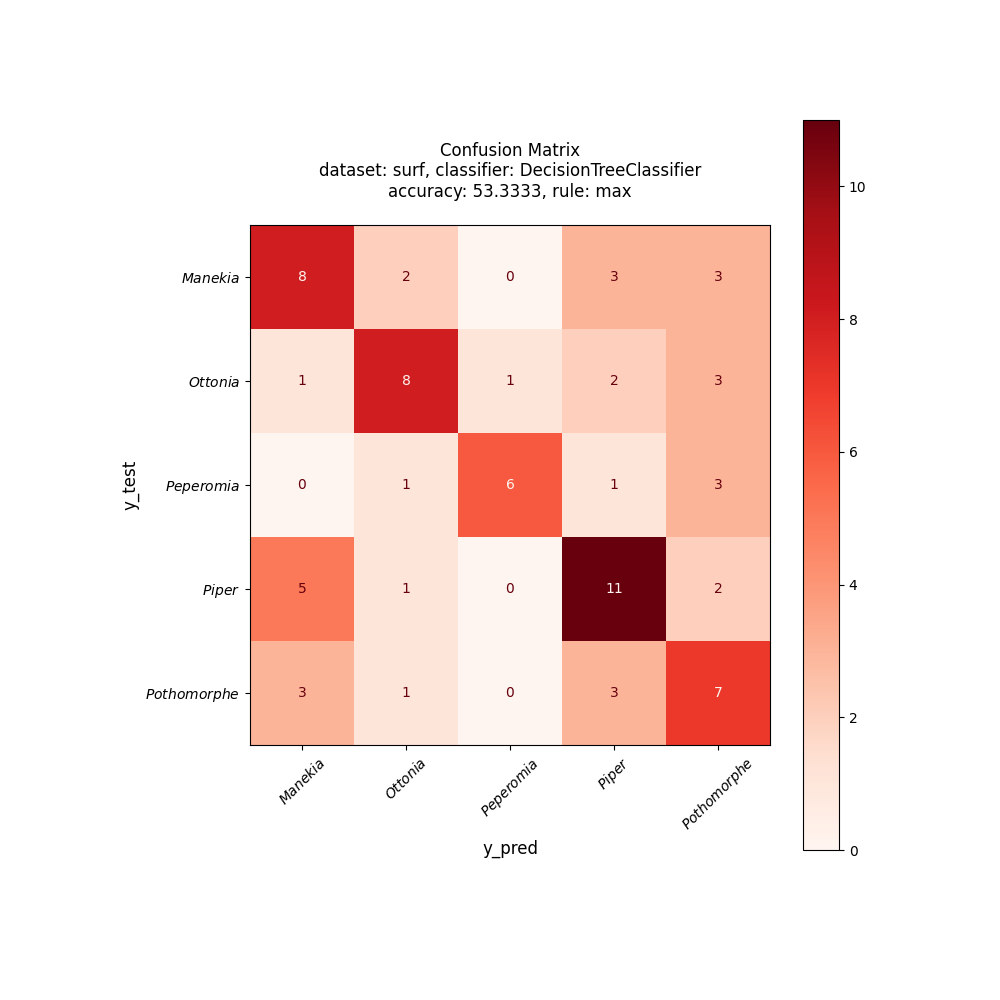 Confusion Matrix
dataset: surf, classifier: DecisionTreeClassifier
accuracy: 53.3333, rule: max
Manekia 8 2 0 3 3
Ottonia 1 8 1 2 3
Peperomia 0 1 6 1 3
Piper 5 1 0 11 2
Pothomorphe 3 1 0 3 7
Manekia Ottonia Peperomia Piper Pothomorphe
y_pred
y_test
10
8
6
4
2
0